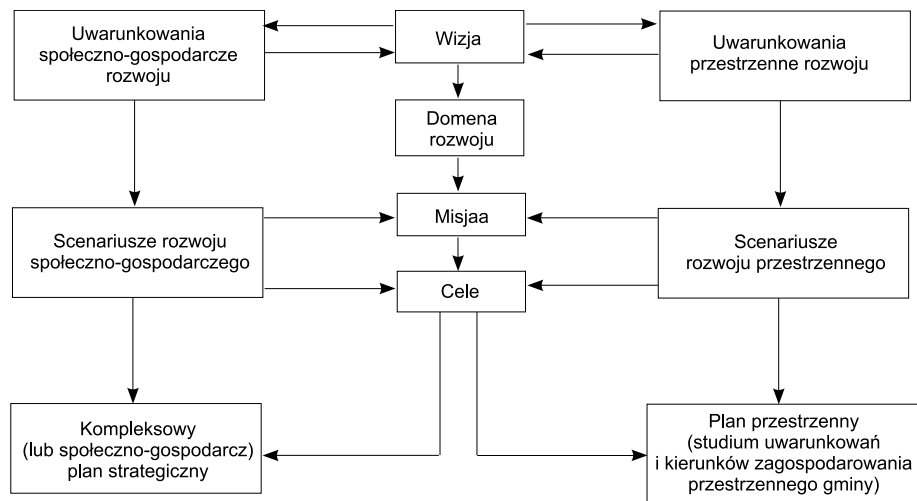 Uwarunkowania
społeczno-gospodarcze
rozwoju
Wizja
Uwarunkowania
przestrzenne rozwoju
Domena
rozwoju
Misjaa
Scenariusze rozwoju
społeczno-gospodarczego
Scenariusze
rozwoju przestrzennego
Cele
Kompleksowy
(lub społeczno-gospodarcz)
plan strategiczny
Plan przestrzenny
(studium uwarunkowań
i kierunków zagospodarowania
przestrzennego gminy)